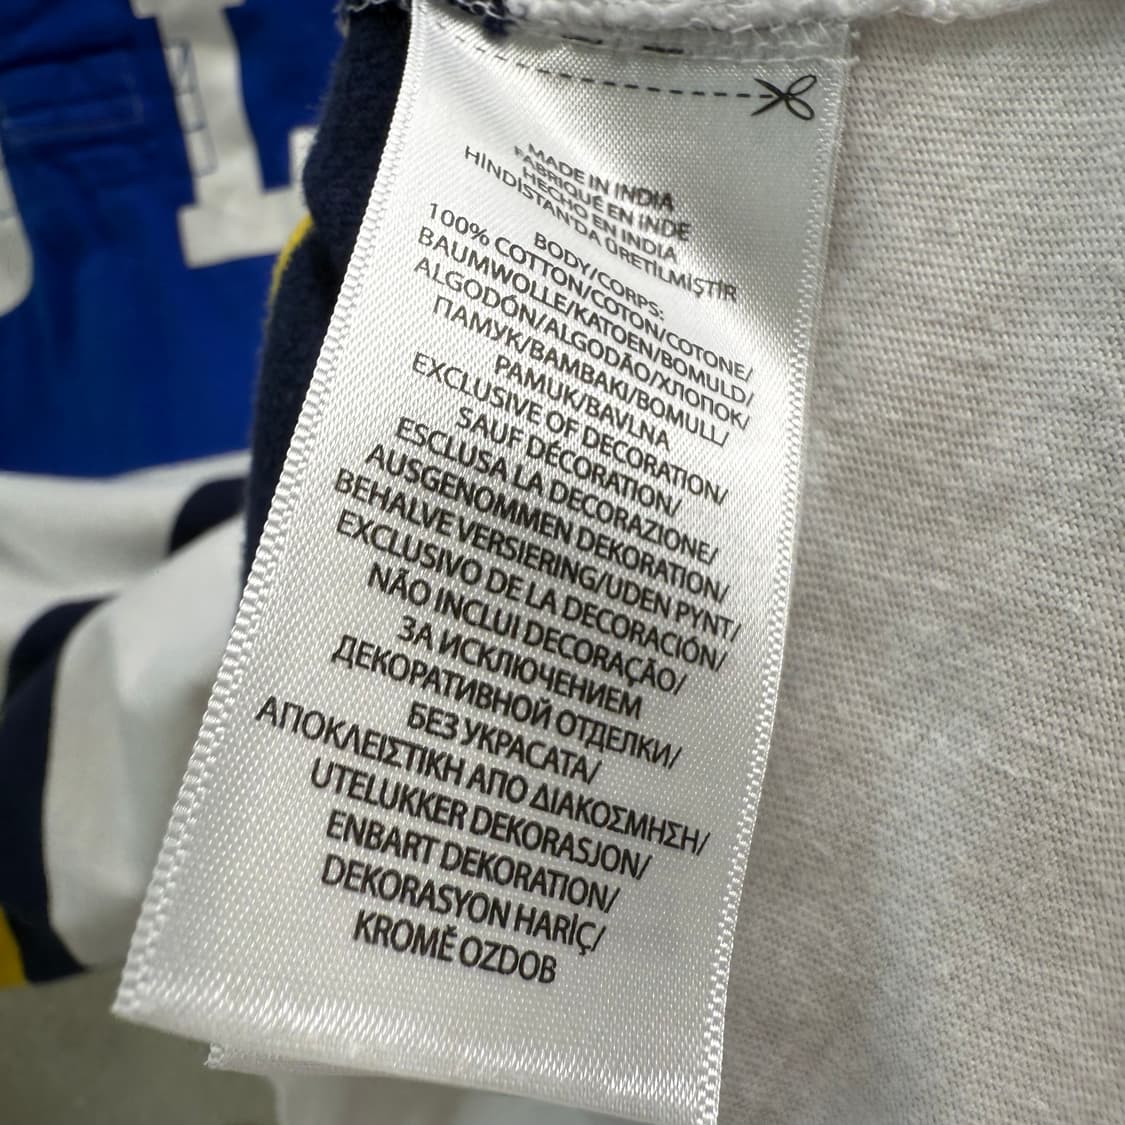 MADE IN INDIA
FABRIQUÉ EN INDE
HECHO EN INDIA
HİNDİSTAN'DA ÜRETİLMİŞTİR
BODY/CORPS:
100% COTTON/COTON/COTONE/
BAUMWOLLE/KATOEN/BOMULD/
ALGODÓN/ALGODÃO/ХЛОПОК/
ПАМУК/BAMBAKI/BOMULL/
PAMUK/BAVLNA
EXCLUSIVE OF DECORATION/
SAUF DÉCORATION/
ESCLUSA LA DECORAZIONE/
AUSGENOMMEN DEKORATION/
BEHALVE VERSIERING/UDEN PYNT/
EXCLUSIVO DE LA DECORACIÓN/
NÃO INCLUI DECORAÇÃO/
ЗА ИСКЛЮЧЕНИЕМ
ДЕКОРАТИВНОЙ ОТДЕЛКИ/
БЕЗ УКРАСАТА/
ΑΠΟΚΛΕΙΣΤΙΚΗ ΑΠΟ ΔΙΑΚΟΣΜΗΣΗ/
UTELUKKER DEKORASJON/
ENBART DEKORATION/
DEKORASYON HARİÇ/
KROMĚ OZDOB